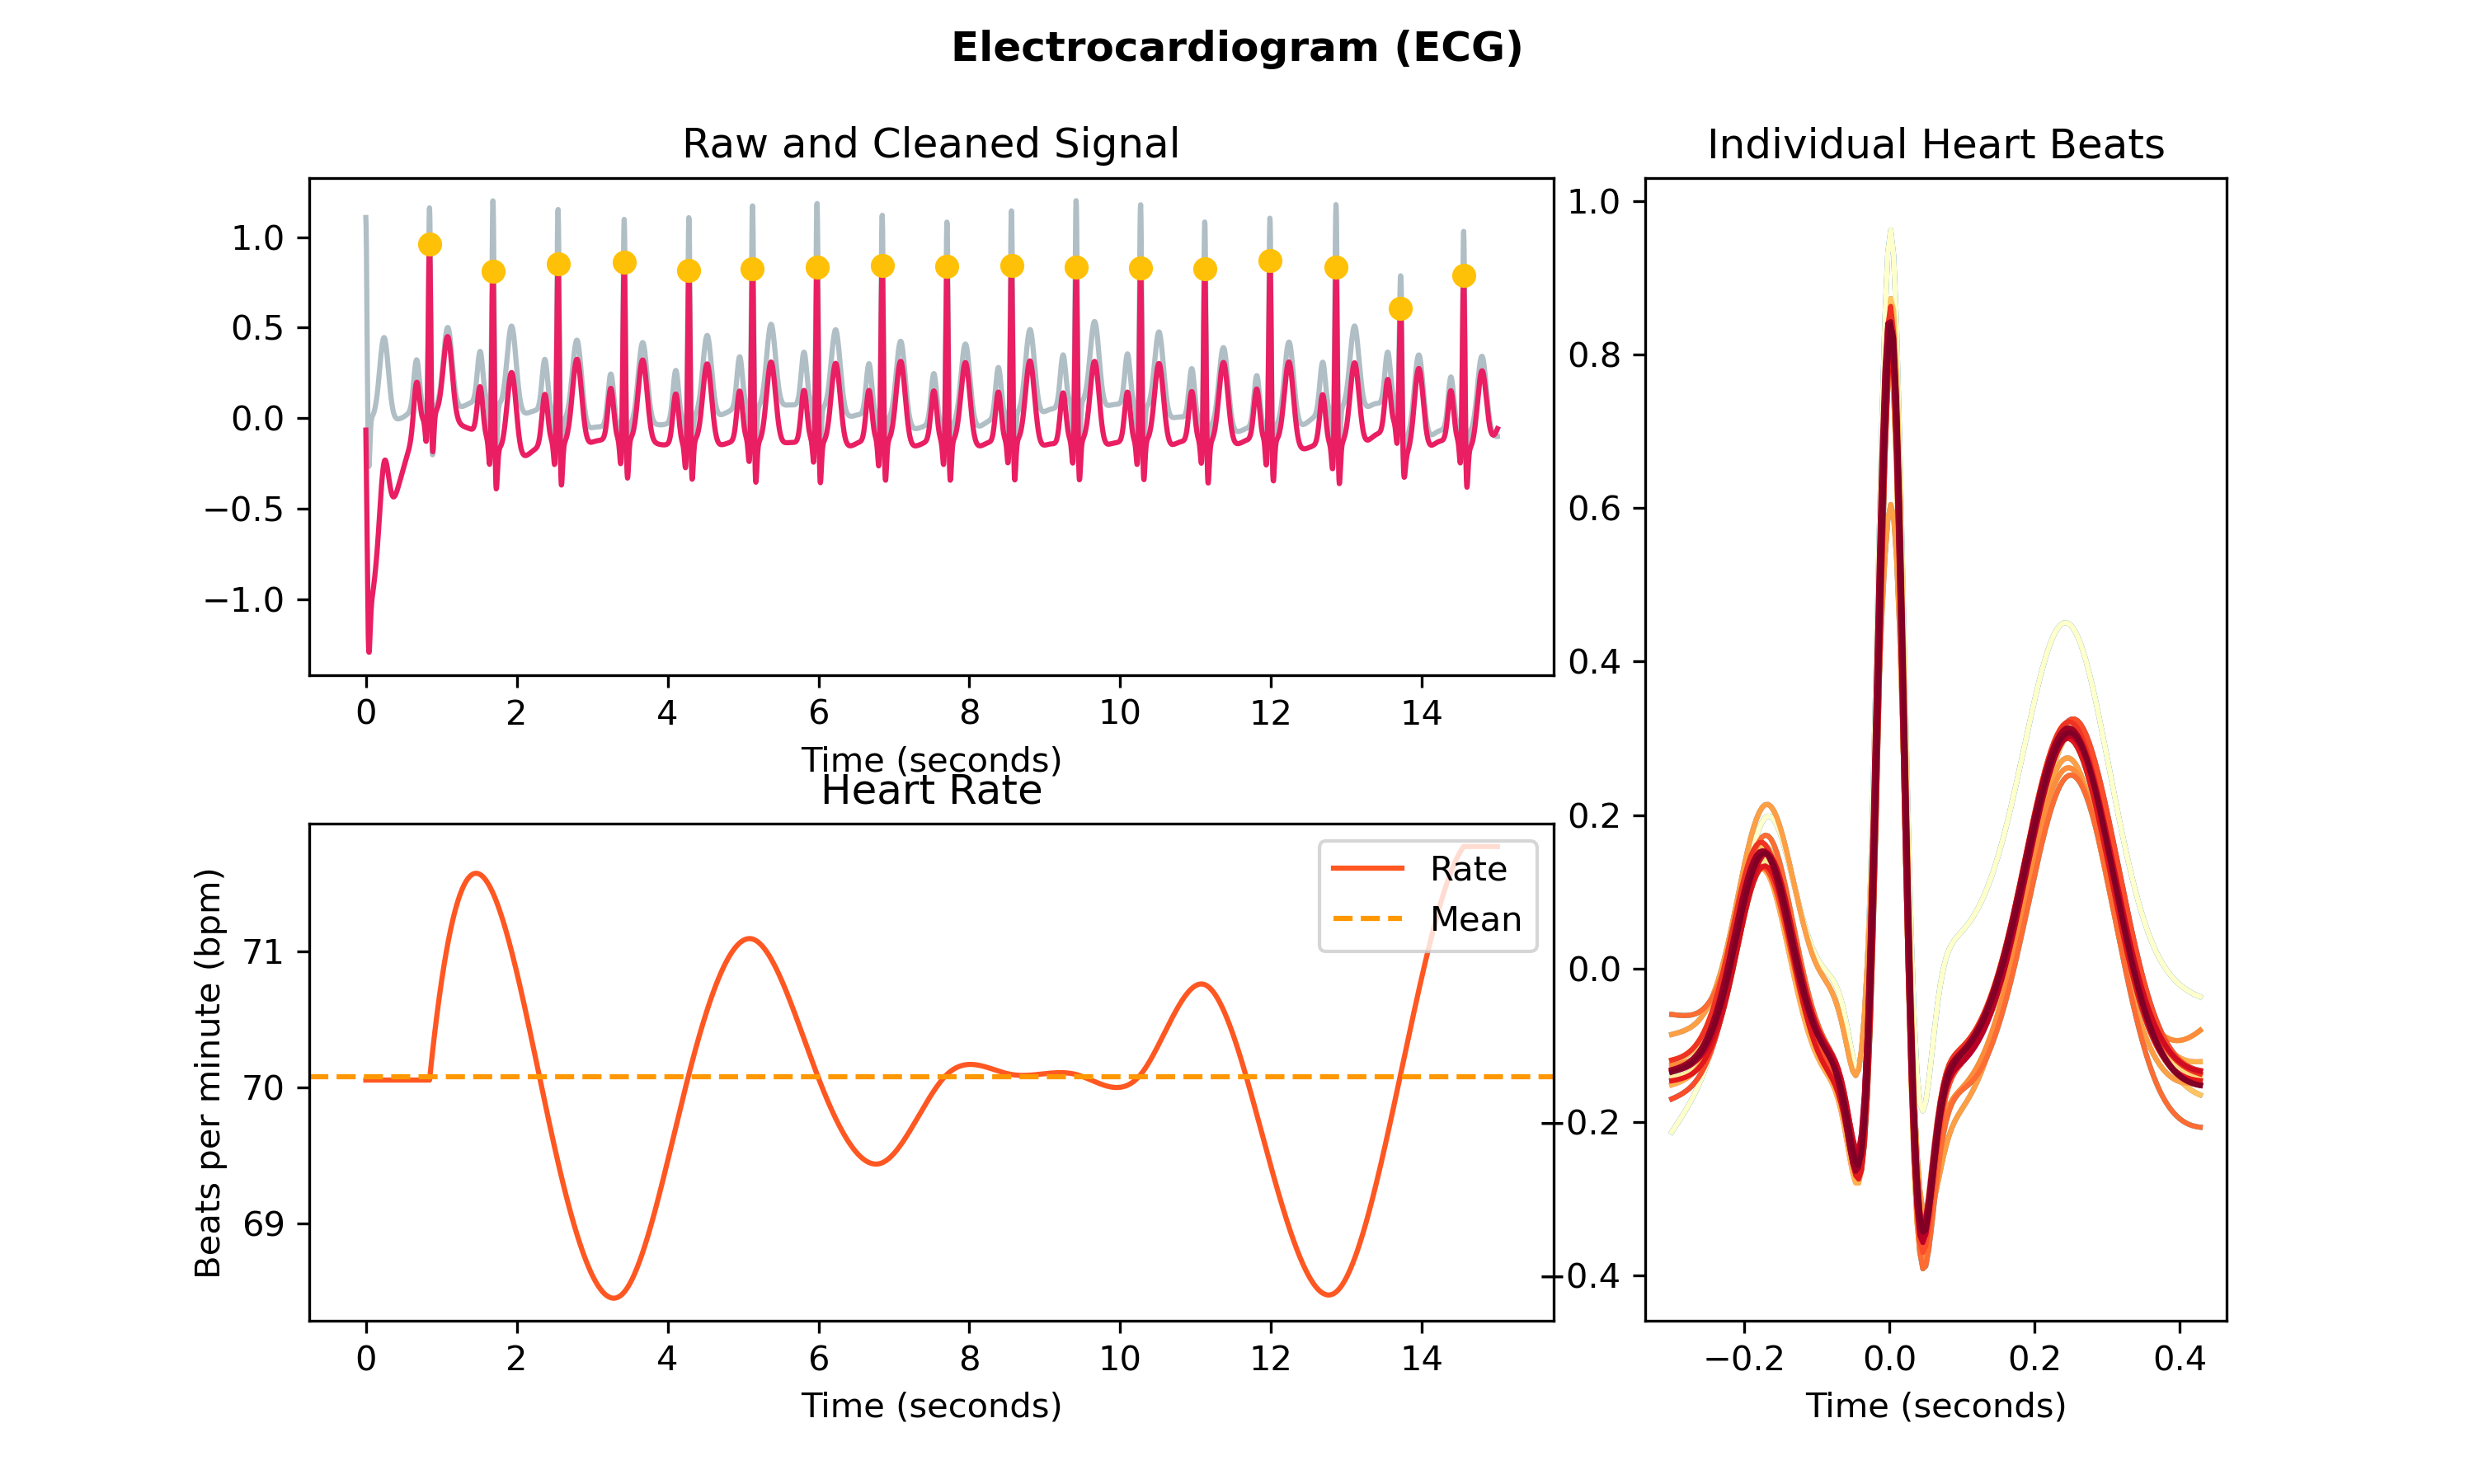 Electrocardiogram (ECG)
Raw and Cleaned Signal
1.0
0.5
0.0
−0.5
−1.0
0 2 4 6 8 10 12 14
Time (seconds)
Heart Rate
Beats per minute (bpm)
71
70
69
Rate
Mean
0 2 4 6 8 10 12 14
Time (seconds)
Individual Heart Beats
1.0
0.8
0.6
0.4
0.2
0.0
−0.2
−0.4
−0.2 0.0 0.2 0.4
Time (seconds)